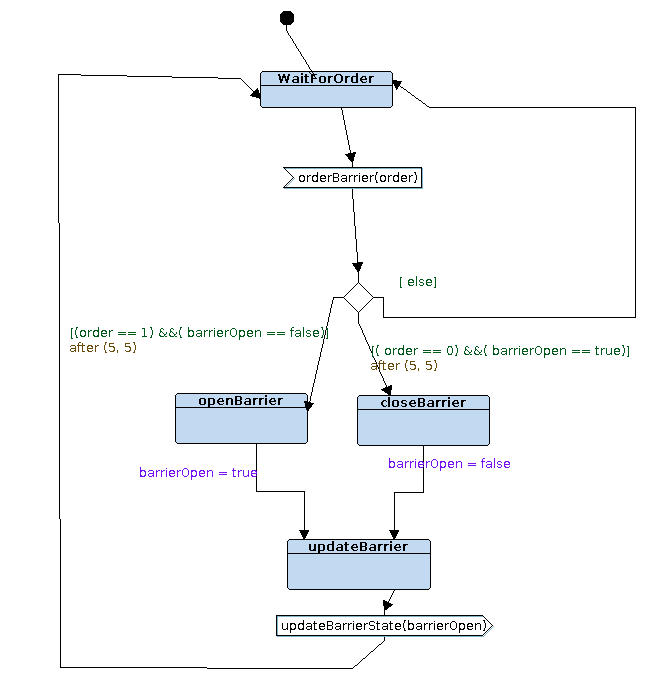 WaitForOrder
orderBarrier(order)
[ else]
[(order == 1) &&( barrierOpen == false)]
after (5, 5)
[( order == 0) &&( barrierOpen == true)]
after (5, 5)
openBarrier
closeBarrier
barrierOpen = true
barrierOpen = false
updateBarrier
updateBarrierState(barrierOpen)